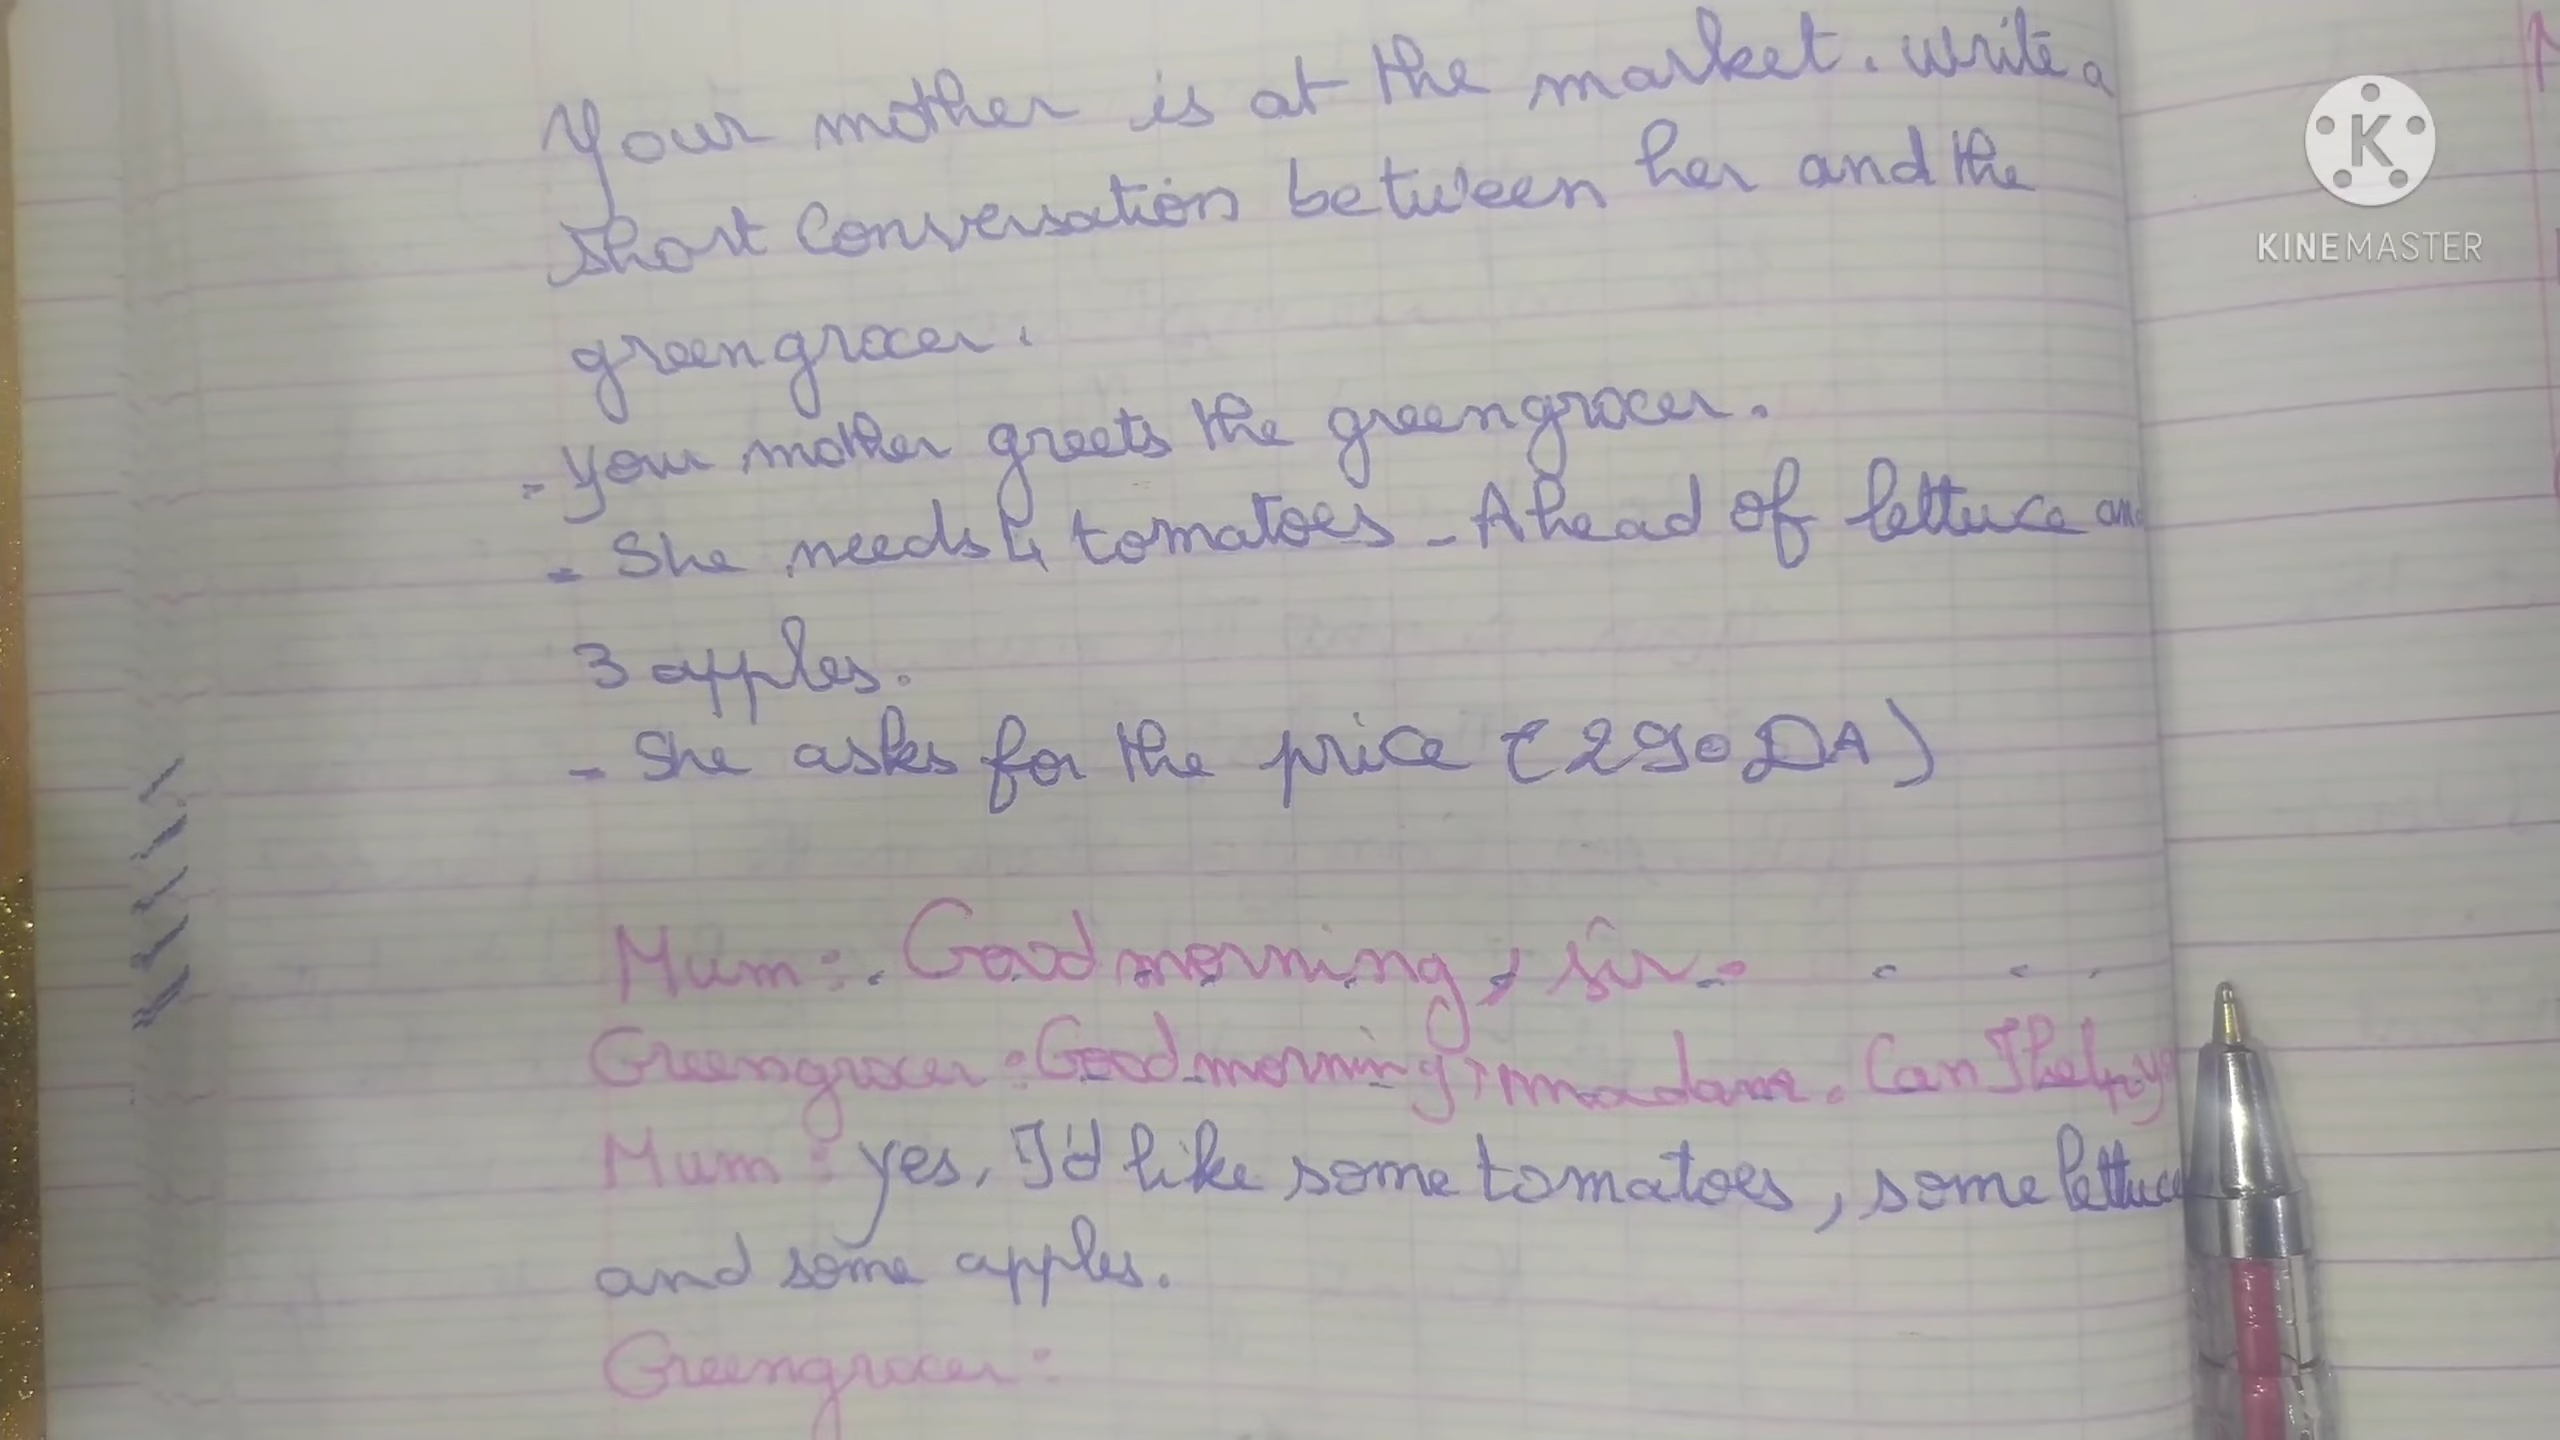 Your mother is at the market. Write a
short conversation between her and the
greengrocer.
- Your mother greets the greengrocer.
- She needs 4 tomatoes - A head of lettuce and
3 apples.
- She asks for the price (290 DA)
Mum: Good morning, sir.
Greengrocer: Good morning, madam. Can I help yo
Mum: yes, I'd like some tomatoes, some lettuce
and some apples.
Greengrocer:
K
KINEMASTER